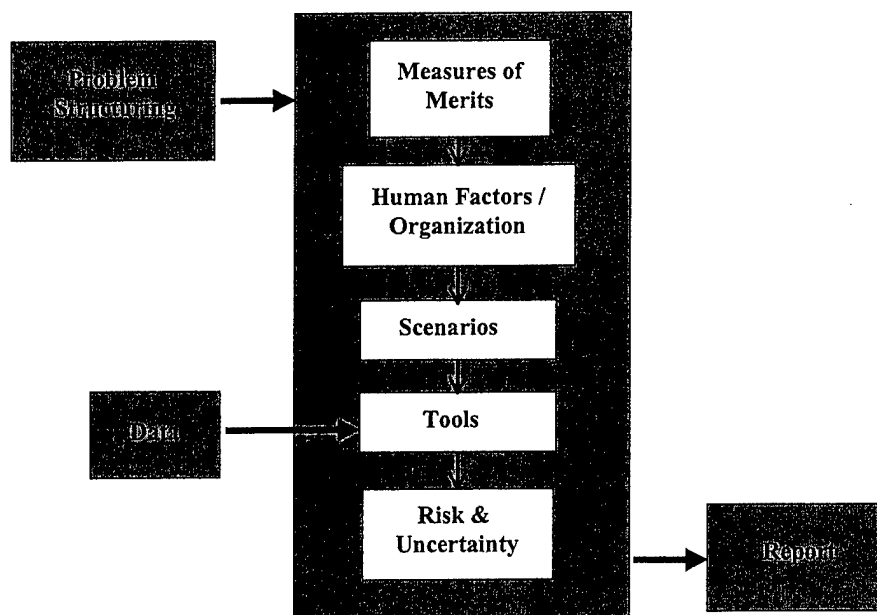 Problem
Structuring
Measures of
Merits
Human Factors /
Organization
Scenarios
Data
Tools
Risk &
Uncertainty
Report